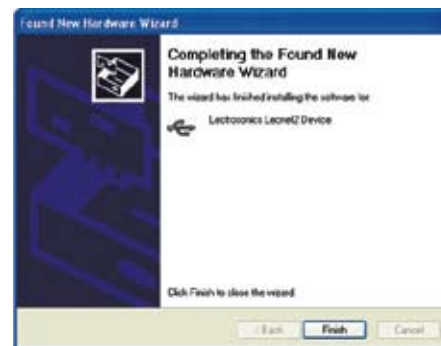 Found New Hardware Wizard
Completing the Found New
Hardware Wizard
The wizard has finished installing the software for:
Lectrosonics Lecnet2 Device
Click Finish to close the wizard.
< Back
Finish
Cancel